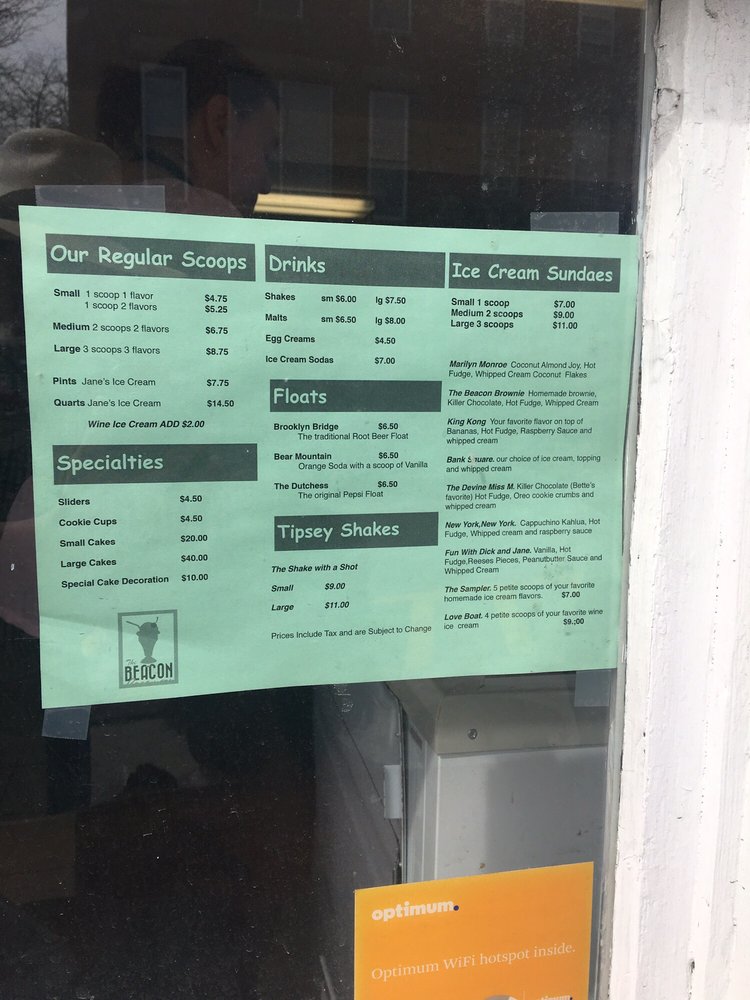 Our Regular Scoops
Small 1 scoop 1 flavor $4.75
1 scoop 2 flavors $5.25
Medium 2 scoops 2 flavors $6.75
Large 3 scoops 3 flavors $8.75
Pints Jane's Ice Cream $7.75
Quarts Jane's Ice Cream $14.50
Wine Ice Cream ADD $2.00
Specialties
Sliders $4.50
Cookie Cups $4.50
Small Cakes $20.00
Large Cakes $40.00
Special Cake Decoration $10.00
The
BEACON
Drinks
Shakes sm $6.00 lg $7.50
Malts sm $6.50 lg $8.00
Egg Creams $4.50
Ice Cream Sodas $7.00
Floats
Brooklyn Bridge $6.50
The traditional Root Beer Float
Bear Mountain $6.50
Orange Soda with a scoop of Vanilla
The Dutchess $6.50
The original Pepsi Float
Tipsey Shakes
The Shake with a Shot
Small $9.00
Large $11.00
Prices Include Tax and are Subject to Change
Ice Cream Sundaes
Small 1 scoop $7.00
Medium 2 scoops $9.00
Large 3 scoops $11.00
Marilyn Monroe Coconut Almond Joy, Hot
Fudge, Whipped Cream Coconut Flakes
The Beacon Brownie Homemade brownie,
Killer Chocolate, Hot Fudge, Whipped Cream
King Kong Your favorite flavor on top of
Bananas, Hot Fudge, Raspberry Sauce and
whipped cream
Bank Square. our choice of ice cream, topping
and whipped cream
The Devine Miss M. Killer Chocolate (Bette's
favorite) Hot Fudge, Oreo cookie crumbs and
whipped cream
New York,New York. Cappuchino Kahlua, Hot
Fudge, Whipped cream and raspberry sauce
Fun With Dick and Jane. Vanilla, Hot
Fudge,Reeses Pieces, Peanutbutter Sauce and
Whipped Cream
The Sampler. 5 petite scoops of your favorite
homemade ice cream flavors. $7.00
Love Boat. 4 petite scoops of your favorite wine
ice cream $9.;00
optimum.
Optimum WiFi hotspot inside.
optimum